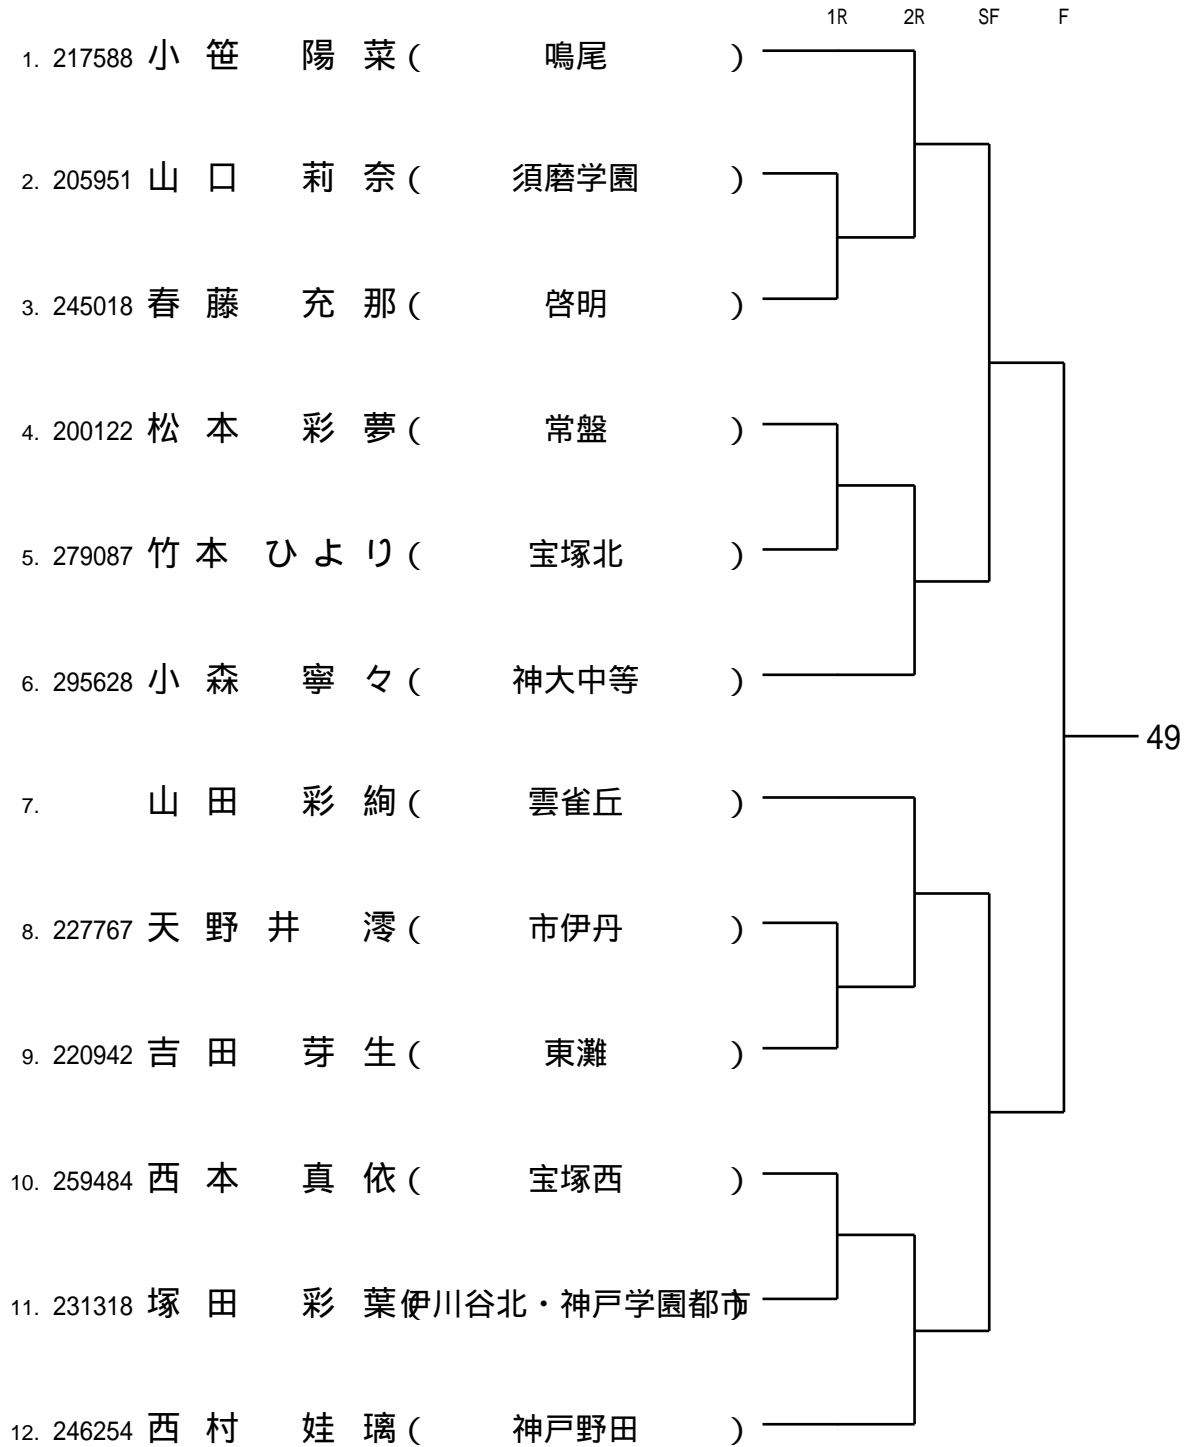 1R 2R SF F
1. 217588 小笹 陽菜 ( 鳴尾 )
2. 205951 山口 莉奈 ( 須磨学園 )
3. 245018 春藤 充那 ( 啓明 )
4. 200122 松本 彩夢 ( 常盤 )
5. 279087 竹本 ひより ( 宝塚北 )
6. 295628 小森 寧々 ( 神大中等 )
49
7. 山田 彩絢 ( 雲雀丘 )
8. 227767 天野井 澪 ( 市伊丹 )
9. 220942 吉田 芽生 ( 東灘 )
10. 259484 西本 真依 ( 宝塚西 )
11. 231318 塚田 彩葉 ( 伊川谷北・神戸学園都市 )
12. 246254 西村 娃璃 ( 神戸野田 )